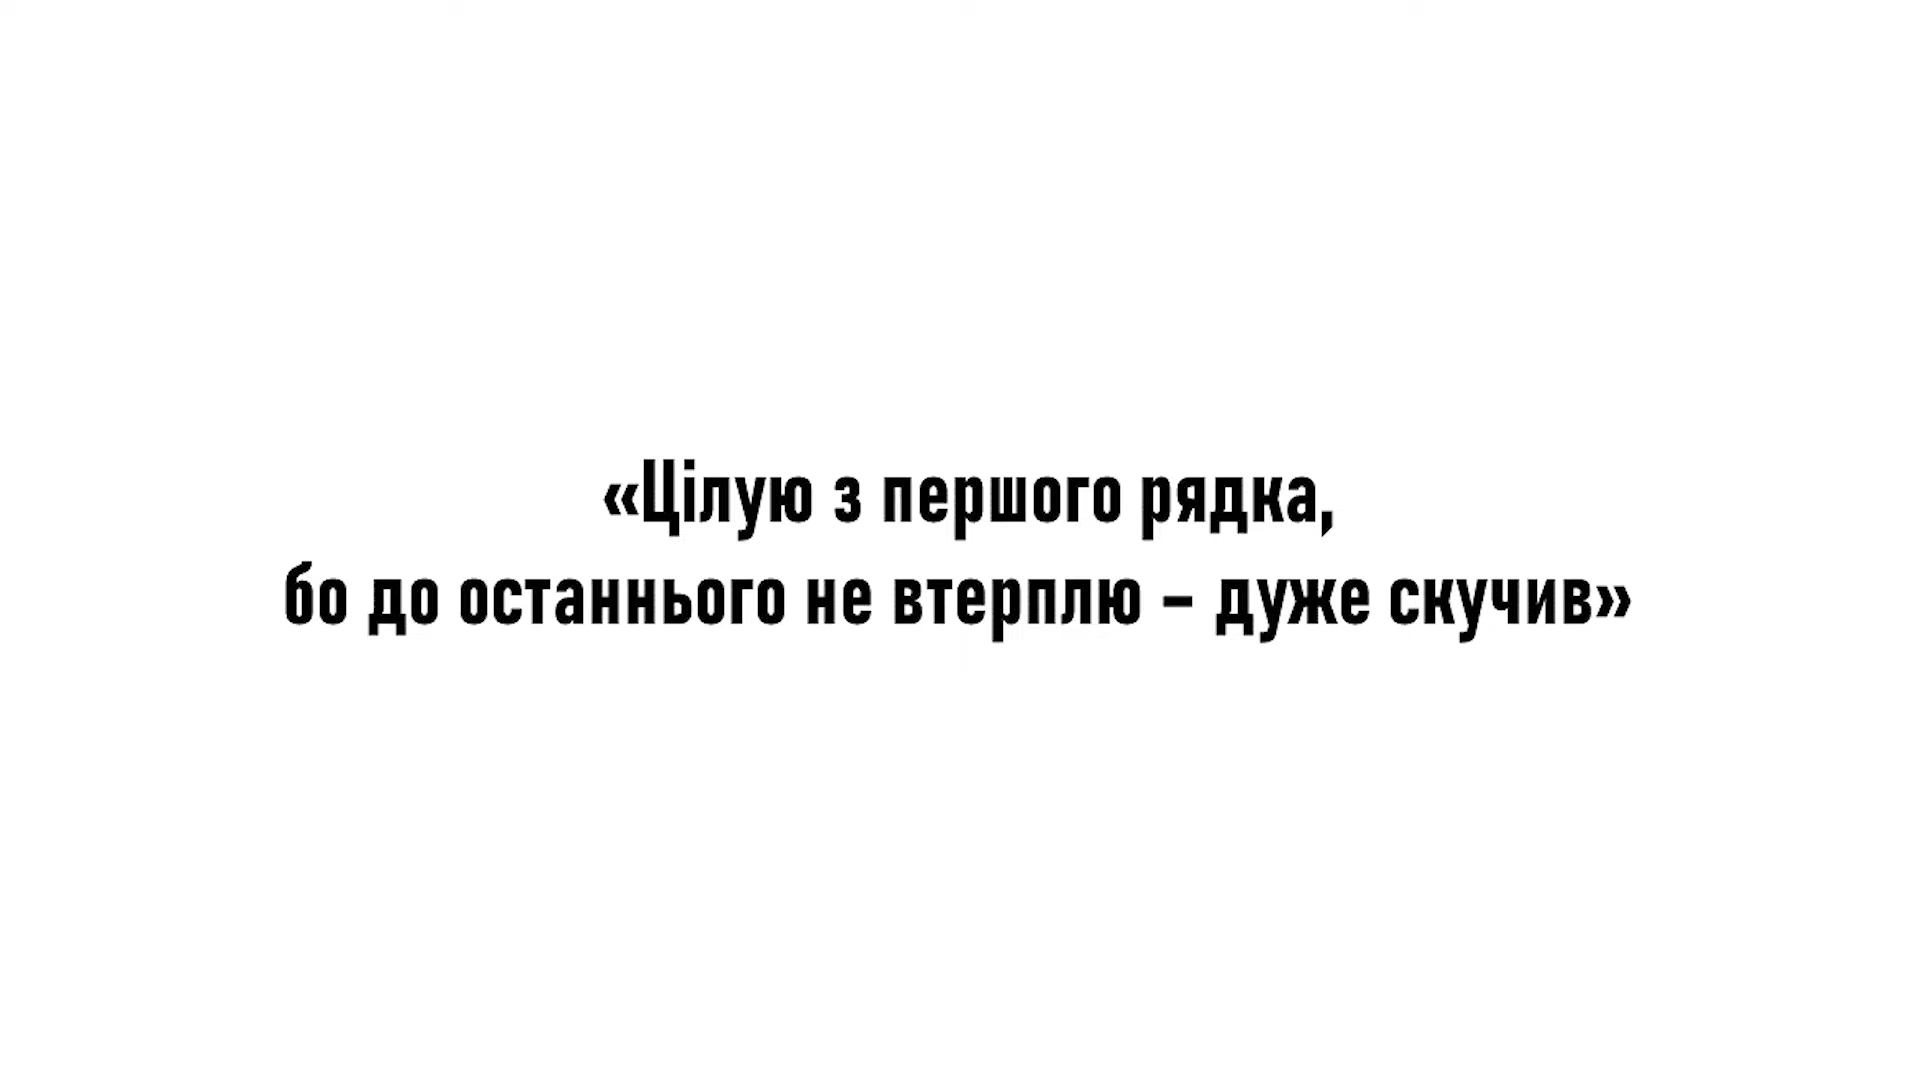 «Цілую з першого рядка,
бо до останнього не втерплю – дуже скучив»